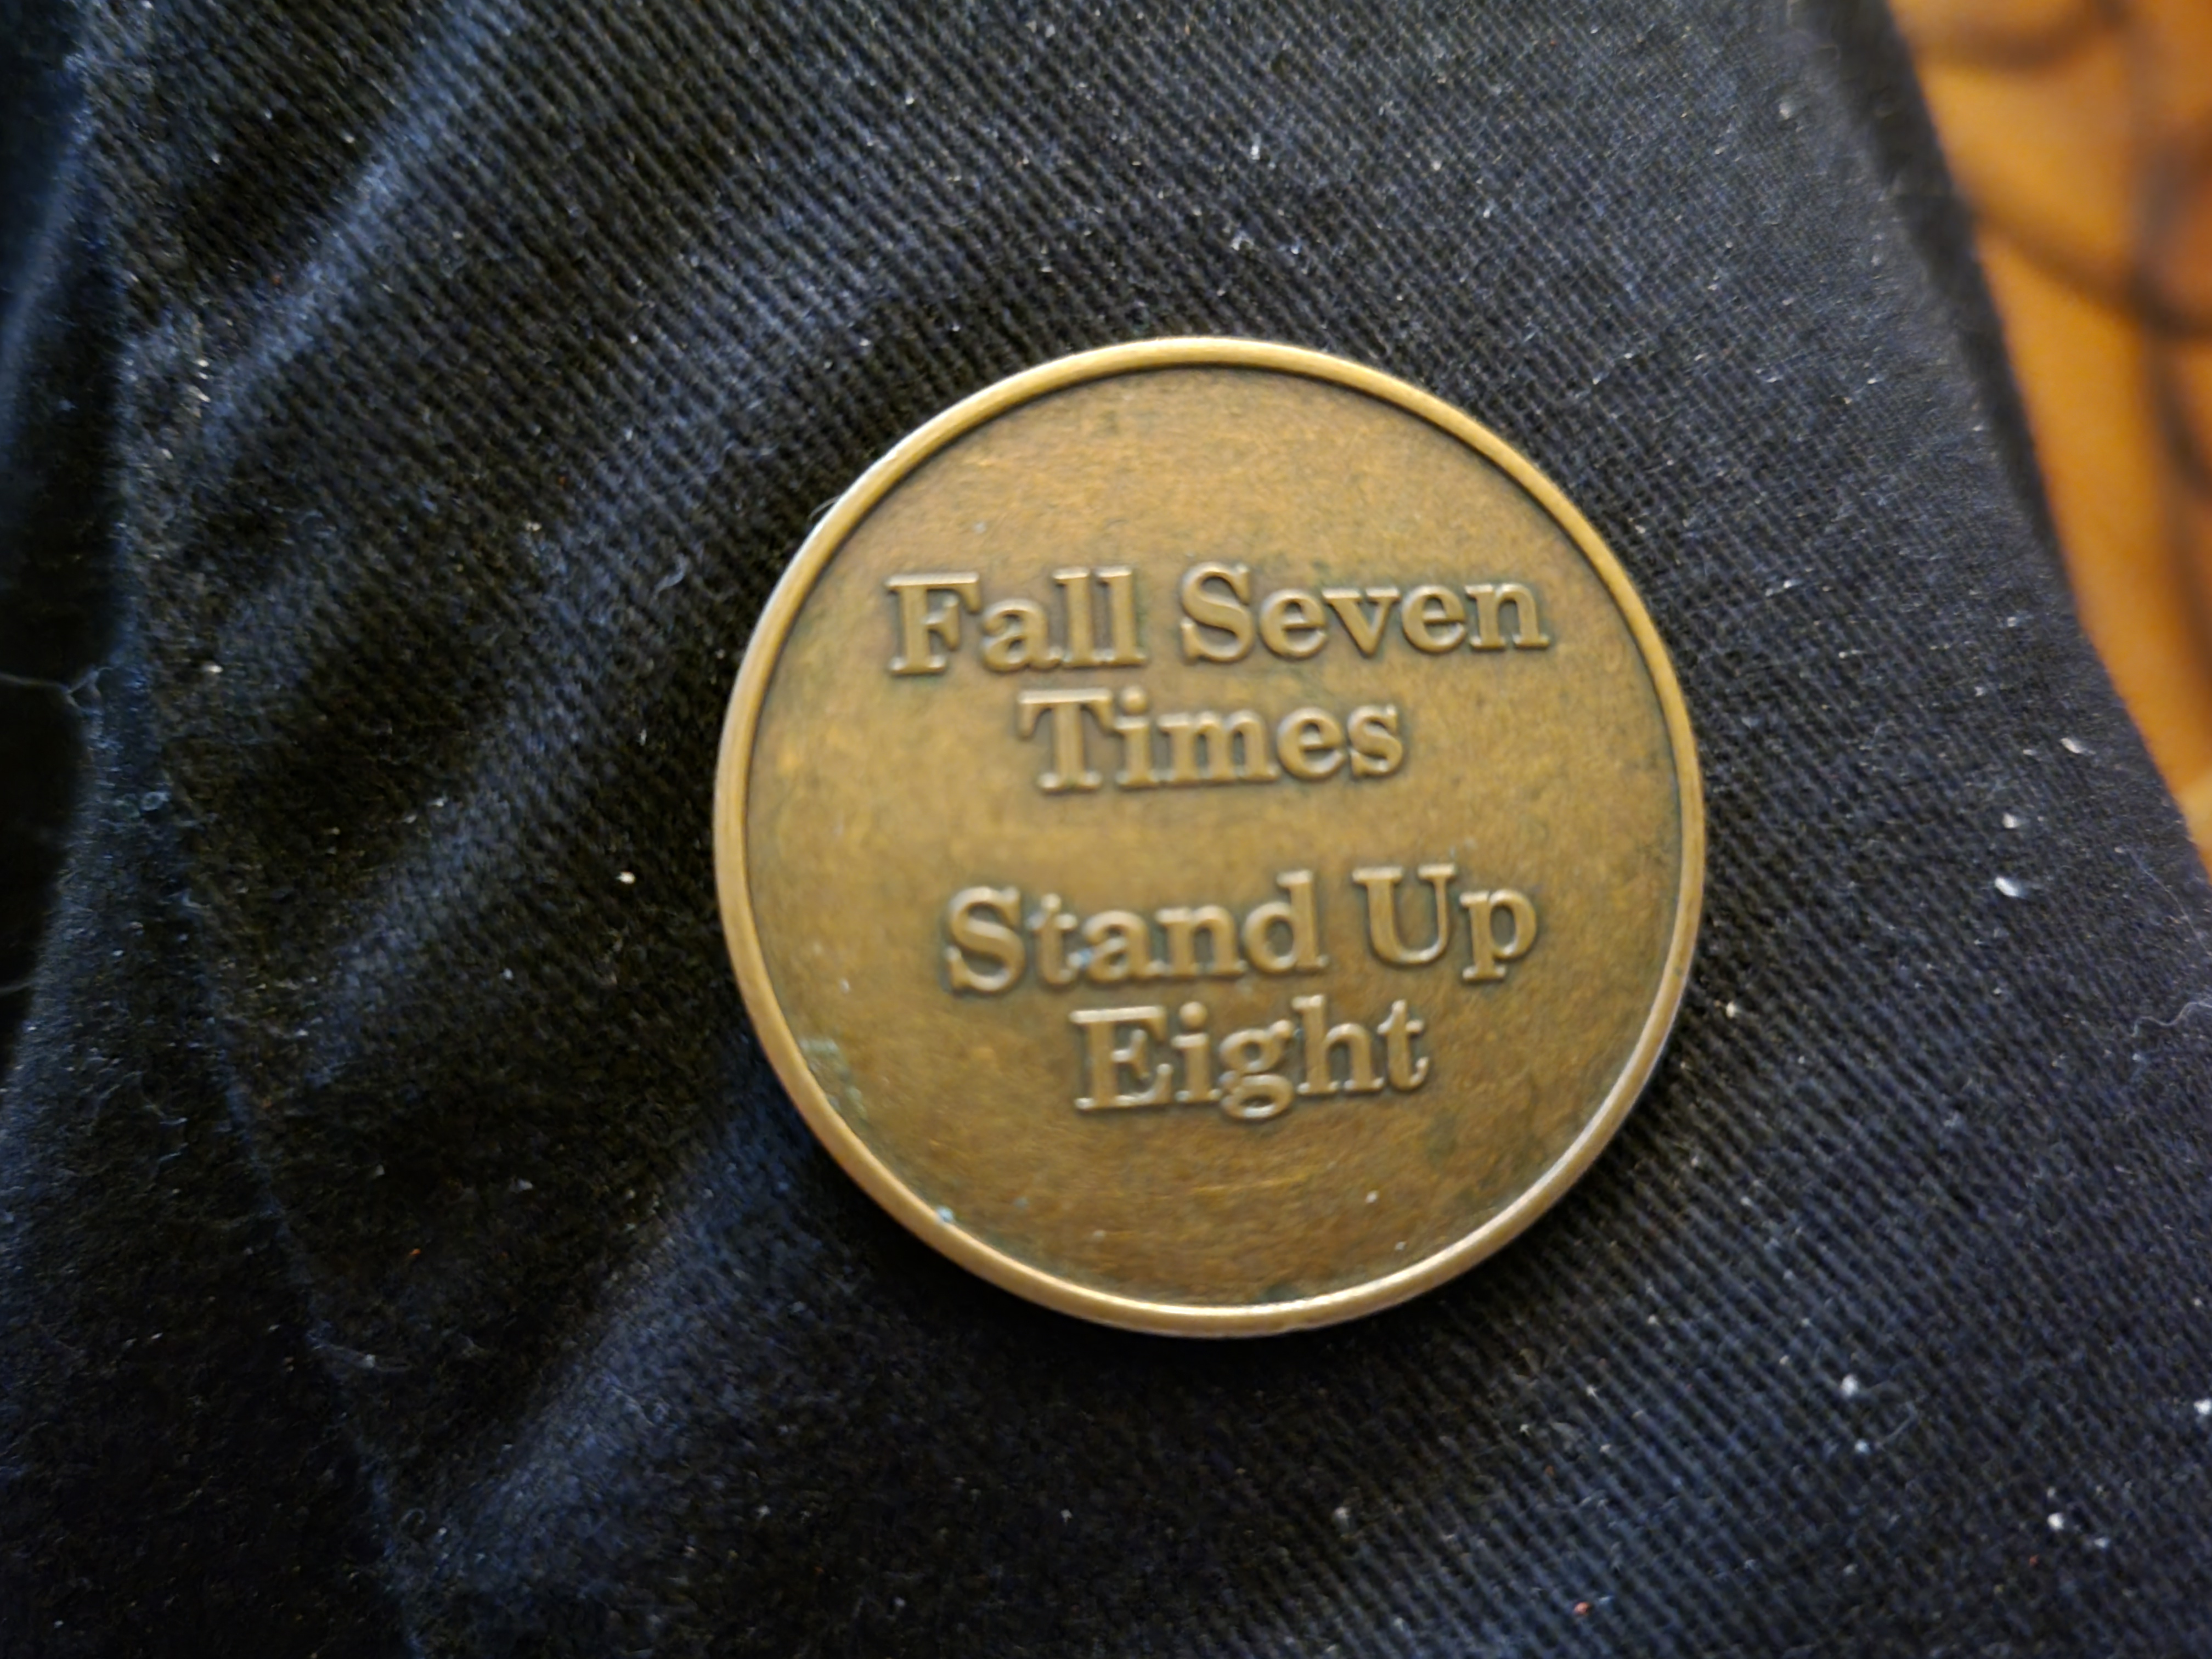 Fall Seven
Times
Stand Up
Eight